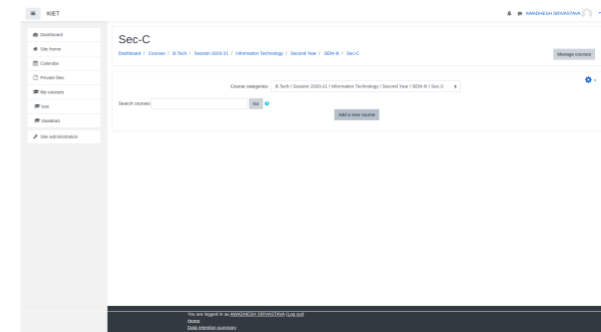 KIET
AWADHESH SRIVASTAVA
Dashboard
Site home
Calendar
Private files
My courses
test
Site administration
Sec-C
Dashboard / Courses / B.Tech / Session 2020-21 / Information Technology / Second Year / SEM-III / Sec-C
Manage courses
Course categories: B.Tech / Session 2020-21 / Information Technology / Second Year / SEM-III / Sec-C
Search courses: Go
Add a new course
You are logged in as AWADHESH SRIVASTAVA (Log out)
Home
Data retention summary